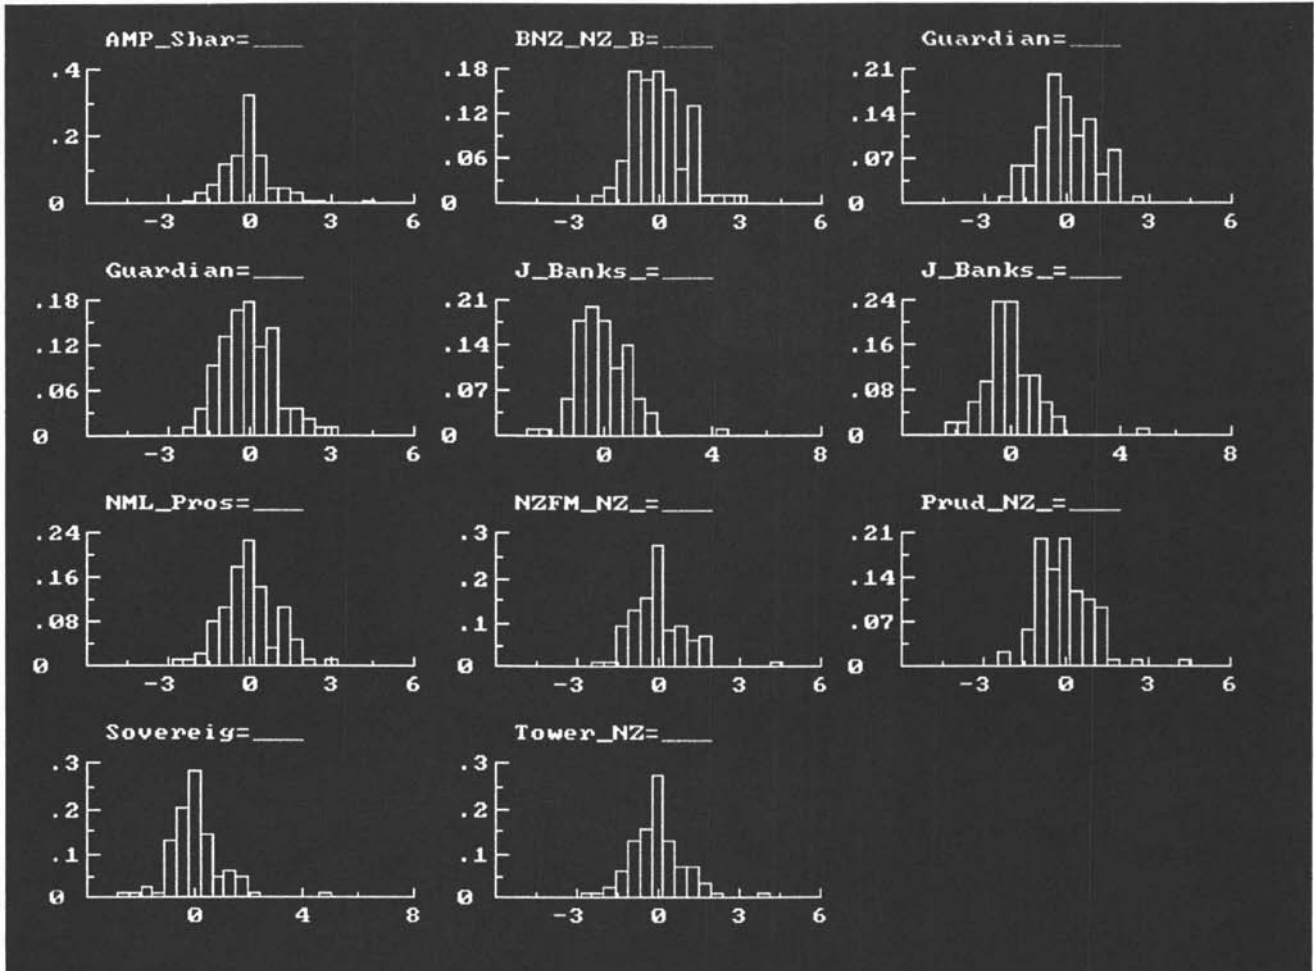 AMP_Shar=____ BNZ_NZ_B=____ Guardian=____
.4 .18 .21
.12 .14
.2
.06 .07
0 0 0
-3 0 3 6 -3 0 3 6 -3 0 3 6
Guardian=____ J_Banks_=____ J_Banks_=____
.18 .21 .24
.12 .14 .16
.06 .07 .08
0 0 0
-3 0 3 6 0 4 8 0 4 8
NML_Pros=____ NZFM_NZ_=____ Prud_NZ_=____
.24 .3 .21
.16 .2 .14
.08 .1 .07
0 0 0
-3 0 3 6 -3 0 3 6 -3 0 3 6
Sovereig=____ Tower_NZ=____
.3 .3
.2 .2
.1 .1
0 0
0 4 8 -3 0 3 6